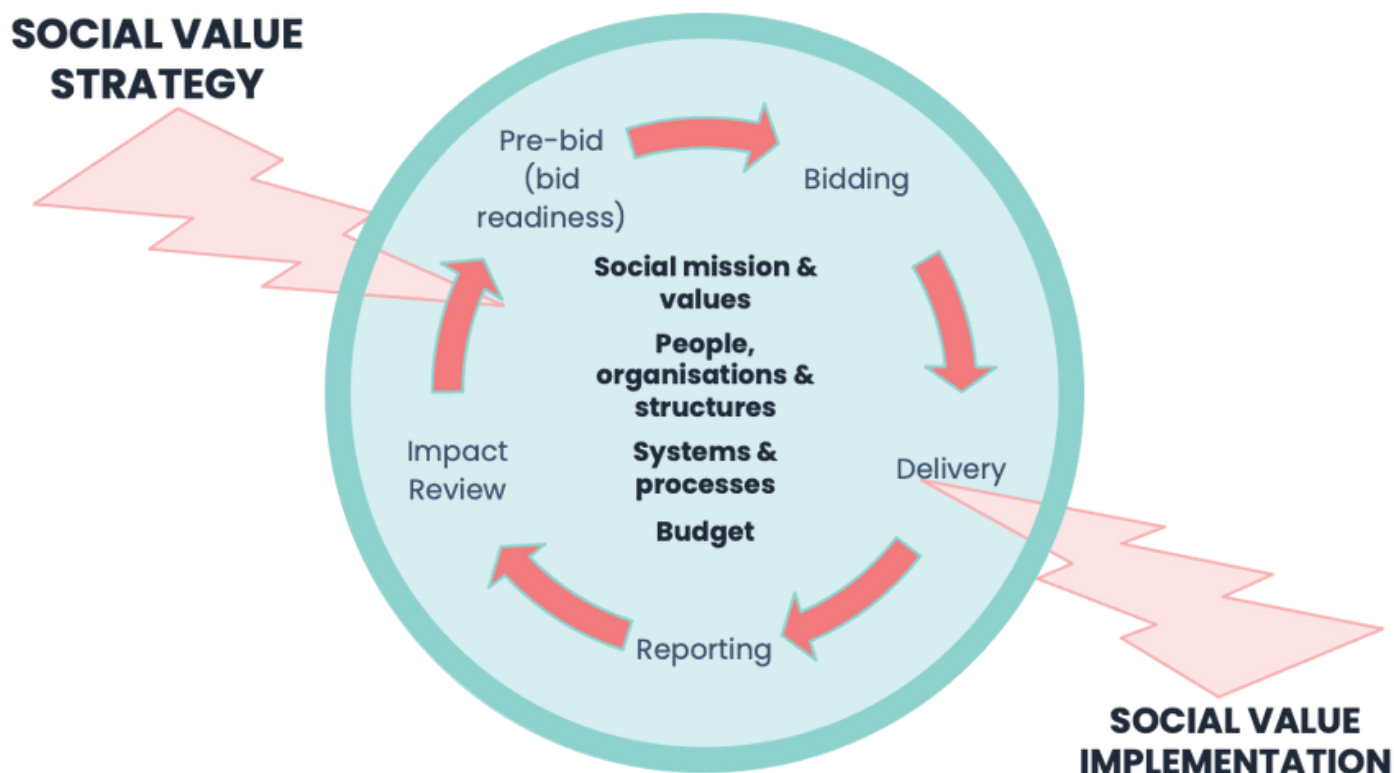 SOCIAL VALUE
STRATEGY
Pre-bid
(bid
readiness)
Bidding
Social mission &
values
People,
organisations &
structures
Systems &
processes
Budget
Impact
Review
Delivery
Reporting
SOCIAL VALUE
IMPLEMENTATION